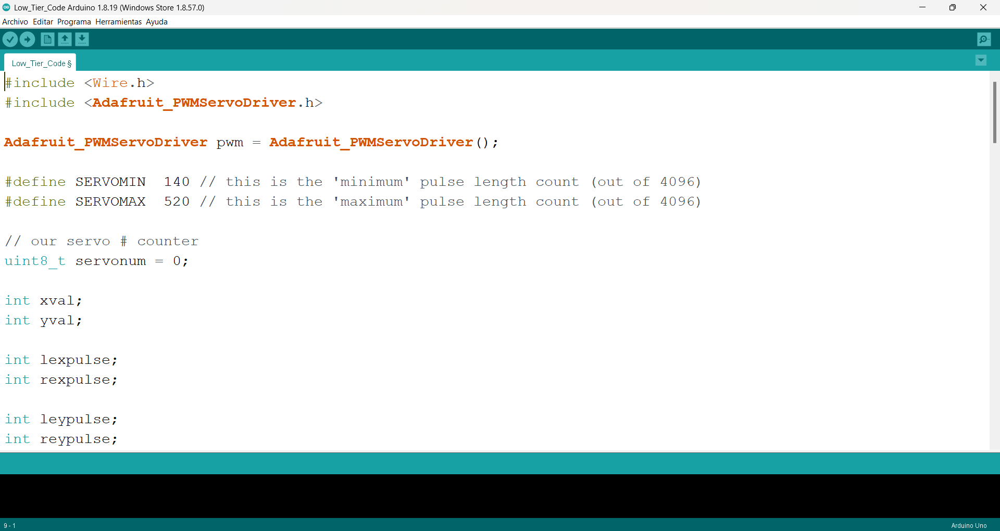 Low_Tier_Code Arduino 1.8.19 (Windows Store 1.8.57.0)
Archivo Editar Programa Herramientas Ayuda
Low_Tier_Code §
#include <Wire.h>
#include <Adafruit_PWMServoDriver.h>
Adafruit_PWMServoDriver pwm = Adafruit_PWMServoDriver();
#define SERVOMIN  140 // this is the 'minimum' pulse length count (out of 4096)
#define SERVOMAX  520 // this is the 'maximum' pulse length count (out of 4096)
// our servo # counter
uint8_t servonum = 0;
int xval;
int yval;
int lexpulse;
int rexpulse;
int leypulse;
int reypulse;
9 - 1
Arduino Uno